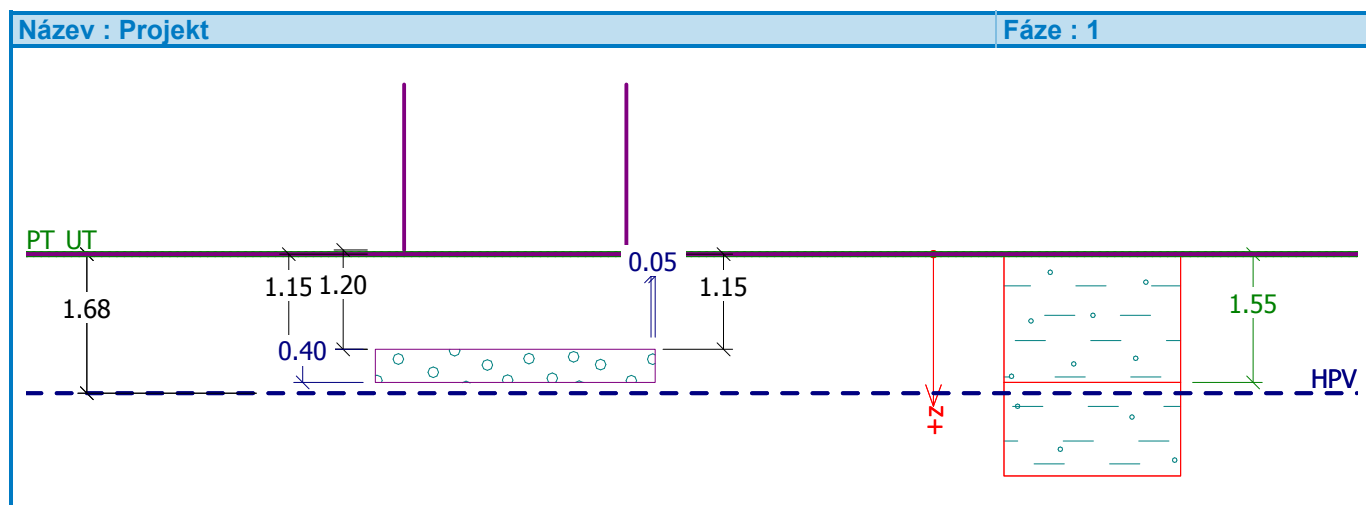 Název : Projekt
Fáze : 1
PT UT
0.05
1.15 1.20
1.15
1.68
1.55
0.40
HPV
+z